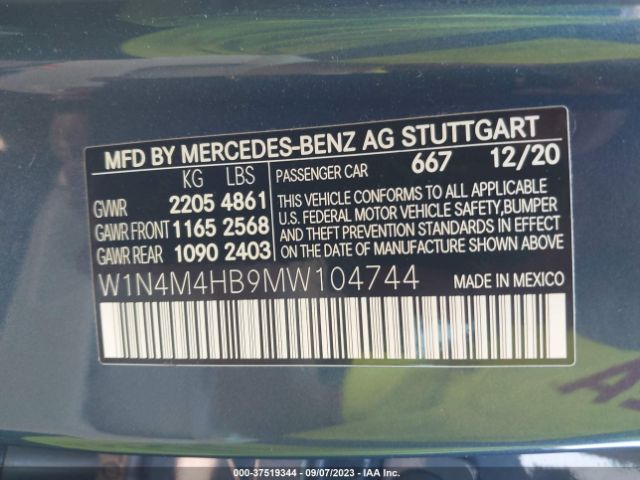 MFD BY MERCEDES-BENZ AG STUTTGART
KG LBS
GVWR 2205 4861
GAWR FRONT 1165 2568
GAWR REAR 1090 2403
PASSENGER CAR 667 12/20
THIS VEHICLE CONFORMS TO ALL APPLICABLE
U.S. FEDERAL MOTOR VEHICLE SAFETY,BUMPER
AND THEFT PREVENTION STANDARDS IN EFFECT
ON THE DATE OF MANUFACTURE SHOWN ABOVE.
W1N4M4HB9MW104744 MADE IN MEXICO
000-37519344 | 09/07/2023 | IAAI.COM